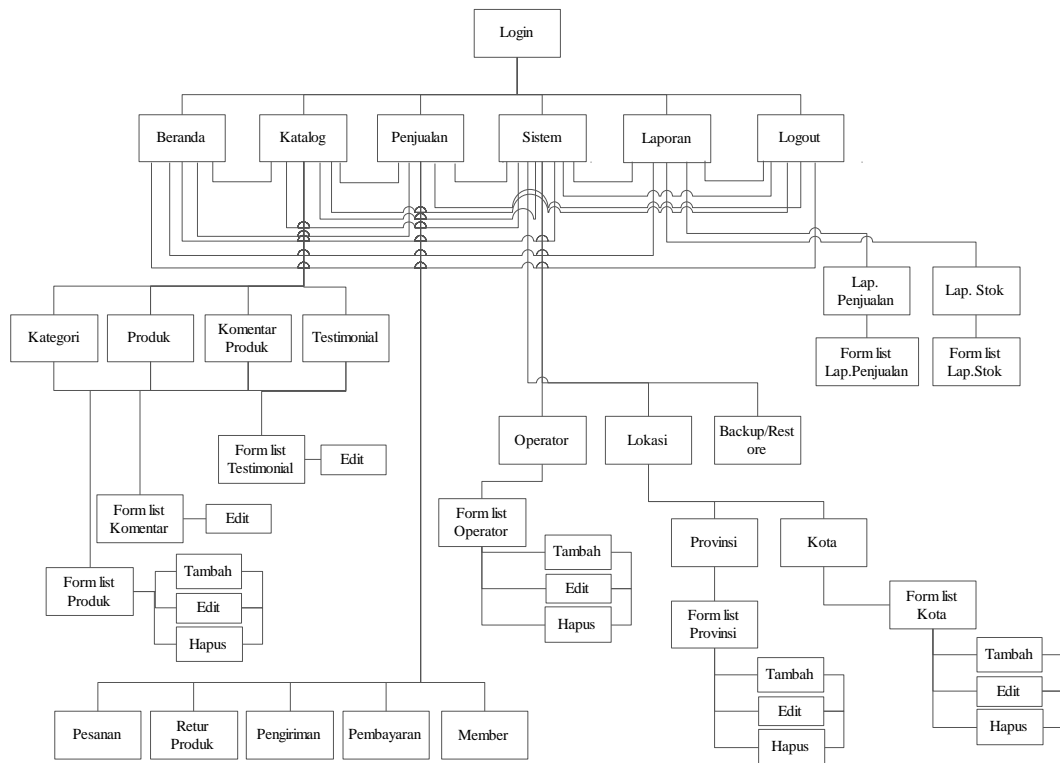 Login
Beranda
Katalog
Penjualan
Sistem
Laporan
Logout
Lap.
Penjualan
Lap. Stok
Kategori
Produk
Komentar
Produk
Testimonial
Form list
Lap.Penjualan
Form list
Lap.Stok
Operator
Lokasi
Backup/Rest
ore
Form list
Testimonial
Edit
Form list
Komentar
Edit
Form list
Operator
Provinsi
Kota
Form list
Produk
Tambah
Edit
Hapus
Tambah
Edit
Hapus
Form list
Provinsi
Form list
Kota
Tambah
Edit
Hapus
Tambah
Edit
Hapus
Pesanan
Retur
Produk
Pengiriman
Pembayaran
Member